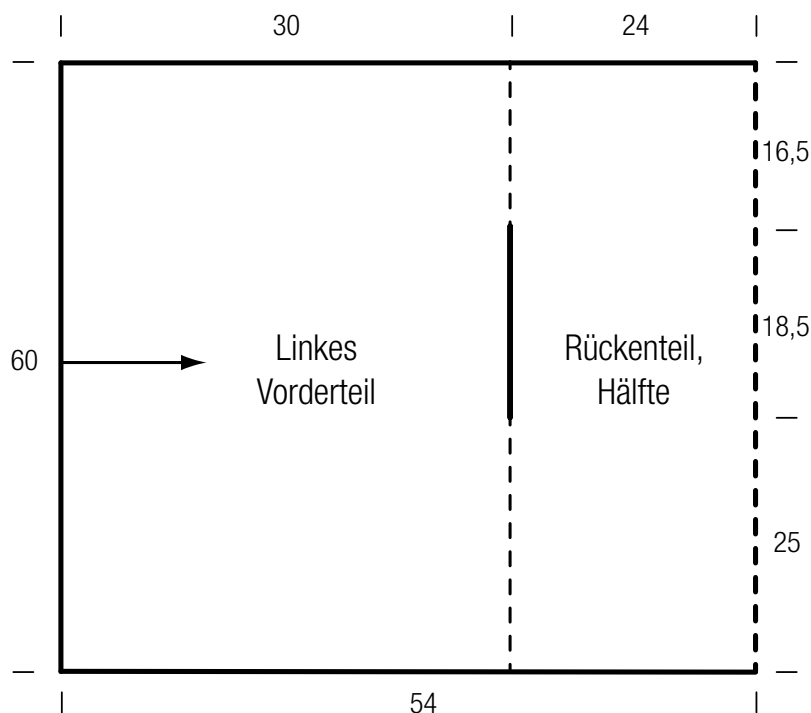 30
24
16,5
60
Linkes
Vorderteil
Rückenteil,
Hälfte
18,5
25
54